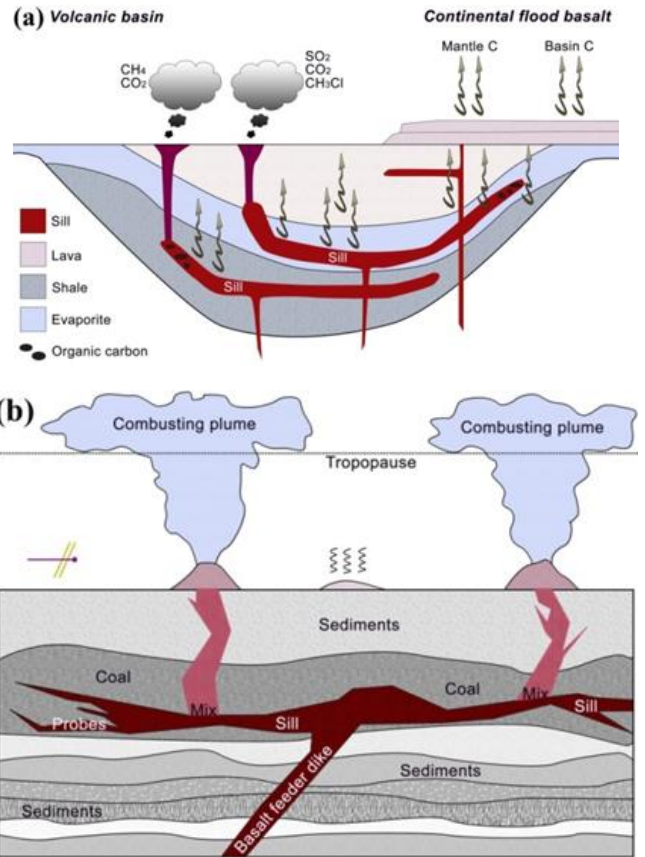 (a) Volcanic basin
Continental flood basalt
Mantle C
Basin C
CH4
CO2
SO2
CO2
CH3Cl
Sill
Lava
Shale
Evaporite
Organic carbon
Sill
Sill
(b)
Combusting plume
Combusting plume
Tropopause
Sediments
Coal
Coal
Mix
Mix
Probes
Sill
Sill
Basalt feeder dike
Sediments
Sediments